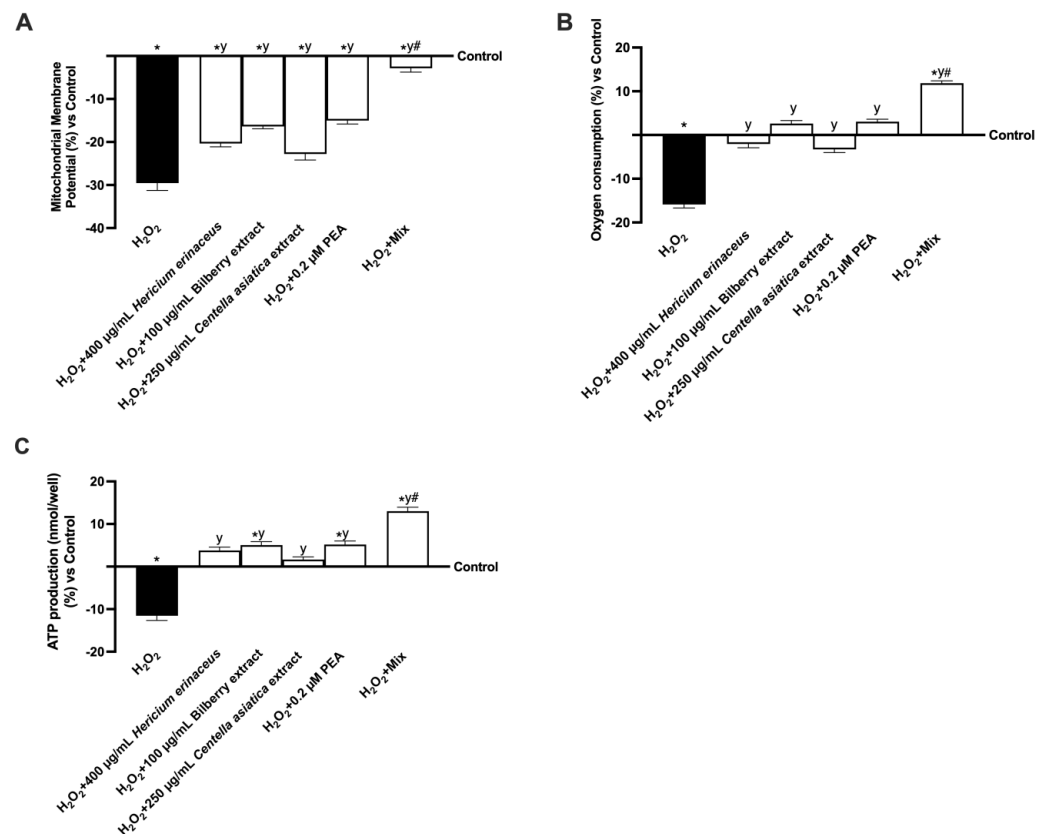 A
Mitochondrial Membrane
Potential (%) vs Control
-10
-20
-30
-40
* *y *y *y *y *y#
Control
H₂O₂
H₂O₂+400 µg/mL Hericium erinaceus
H₂O₂+100 µg/mL Bilberry extract
H₂O₂+250 µg/mL Centella asiatica extract
H₂O₂+0.2 µM PEA
H₂O₂+Mix
B
Oxygen consumption (%) vs Control
20
10
0
-10
-20
* y y y y *y#
Control
H₂O₂
H₂O₂+400 µg/mL Hericium erinaceus
H₂O₂+100 µg/mL Bilberry extract
H₂O₂+250 µg/mL Centella asiatica extract
H₂O₂+0.2 µM PEA
H₂O₂+Mix
C
ATP production (nmol/well)
(%) vs Control
20
10
-10
-20
* y *y y *y *y#
Control
H₂O₂
H₂O₂+400 µg/mL Hericium erinaceus
H₂O₂+100 µg/mL Bilberry extract
H₂O₂+250 µg/mL Centella asiatica extract
H₂O₂+0.2 µM PEA
H₂O₂+Mix